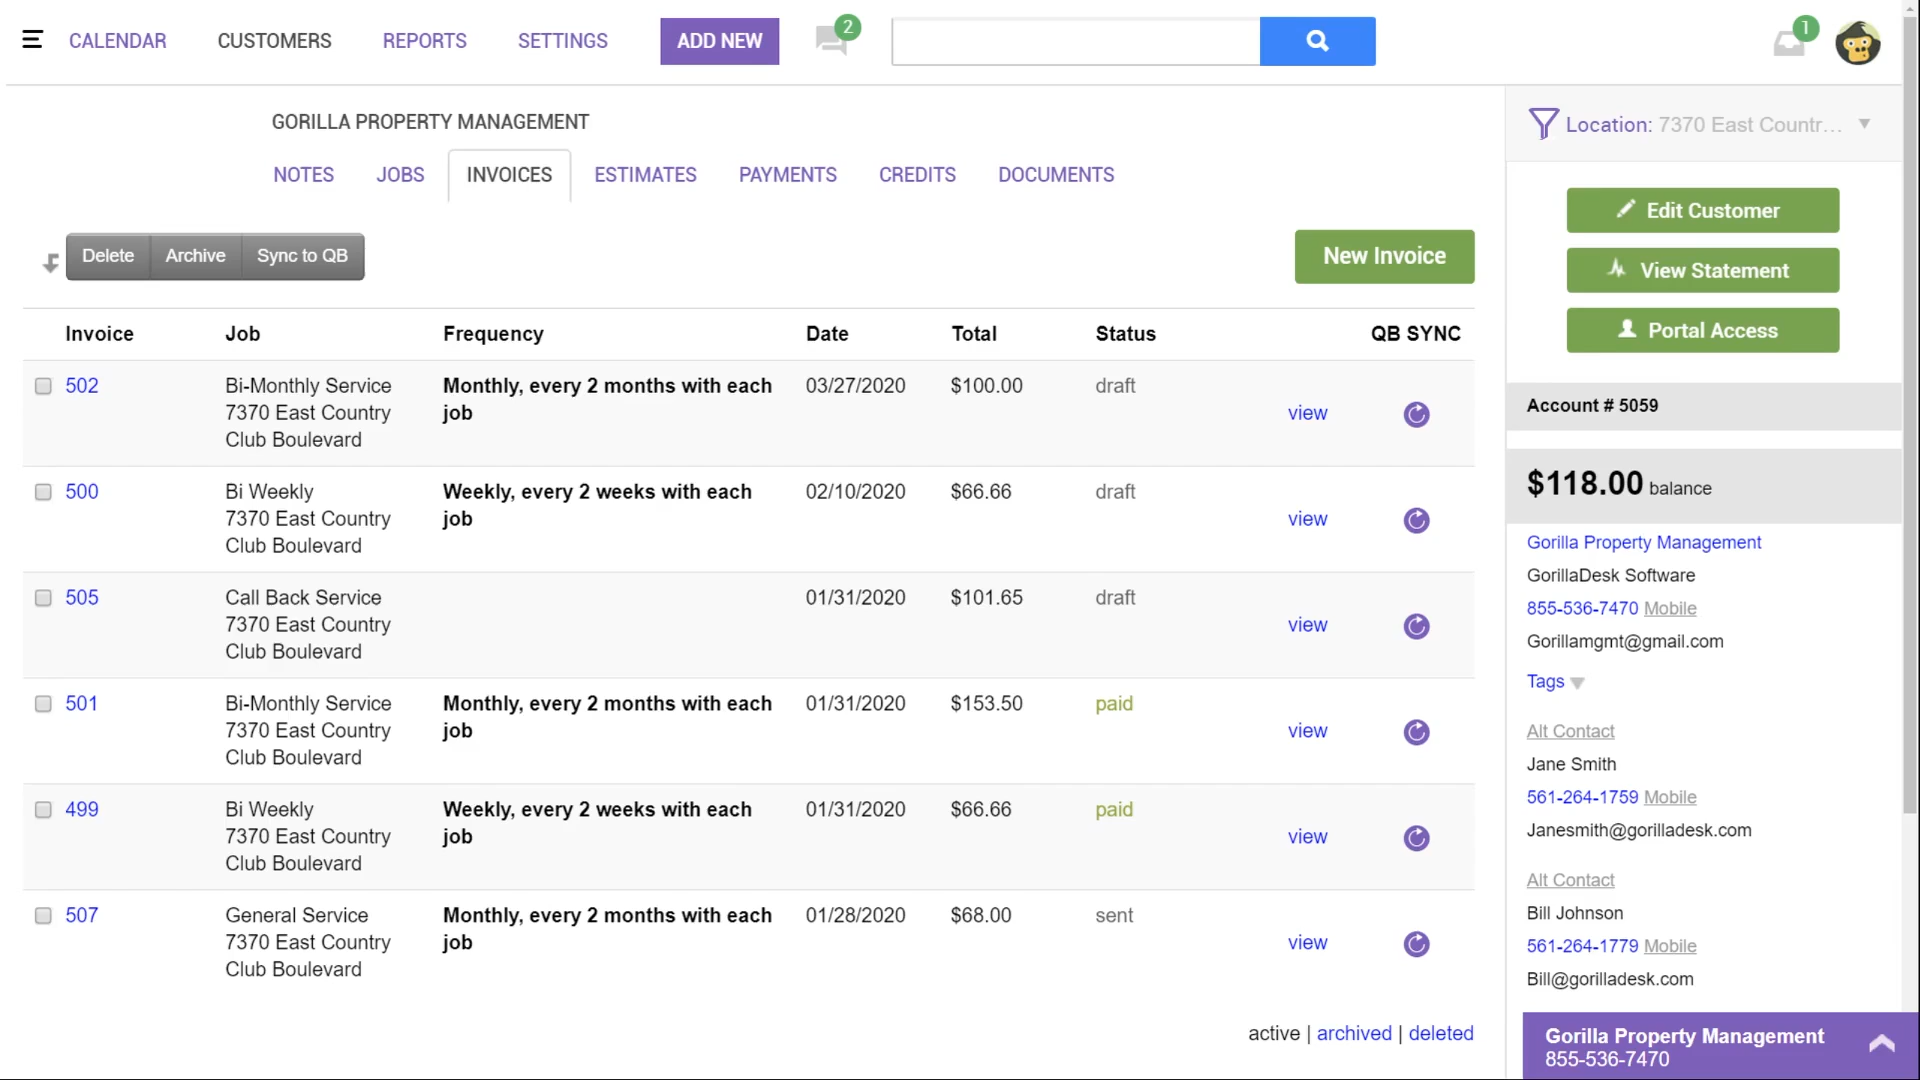 CALENDAR CUSTOMERS REPORTS SETTINGS ADD NEW 2 1
GORILLA PROPERTY MANAGEMENT
NOTES JOBS INVOICES ESTIMATES PAYMENTS CREDITS DOCUMENTS
Delete Archive Sync to QB New Invoice
Invoice Job Frequency Date Total Status QB SYNC
502 Bi-Monthly Service Monthly, every 2 months with each 03/27/2020 $100.00 draft
7370 East Country job view
Club Boulevard
500 Bi Weekly Weekly, every 2 weeks with each 02/10/2020 $66.66 draft
7370 East Country job view
Club Boulevard
505 Call Back Service 01/31/2020 $101.65 draft
7370 East Country view
Club Boulevard
501 Bi-Monthly Service Monthly, every 2 months with each 01/31/2020 $153.50 paid
7370 East Country job view
Club Boulevard
499 Bi Weekly Weekly, every 2 weeks with each 01/31/2020 $66.66 paid
7370 East Country job view
Club Boulevard
507 General Service Monthly, every 2 months with each 01/28/2020 $68.00 sent
7370 East Country job view
Club Boulevard
active | archived | deleted
Location: 7370 East Countr...
Edit Customer
View Statement
Portal Access
Account # 5059
$118.00 balance
Gorilla Property Management
GorillaDesk Software
855-536-7470 Mobile
Gorillamgmt@gmail.com
Tags
Alt Contact
Jane Smith
561-264-1759 Mobile
Janesmith@gorilladesk.com
Alt Contact
Bill Johnson
561-264-1779 Mobile
Bill@gorilladesk.com
Gorilla Property Management
855-536-7470